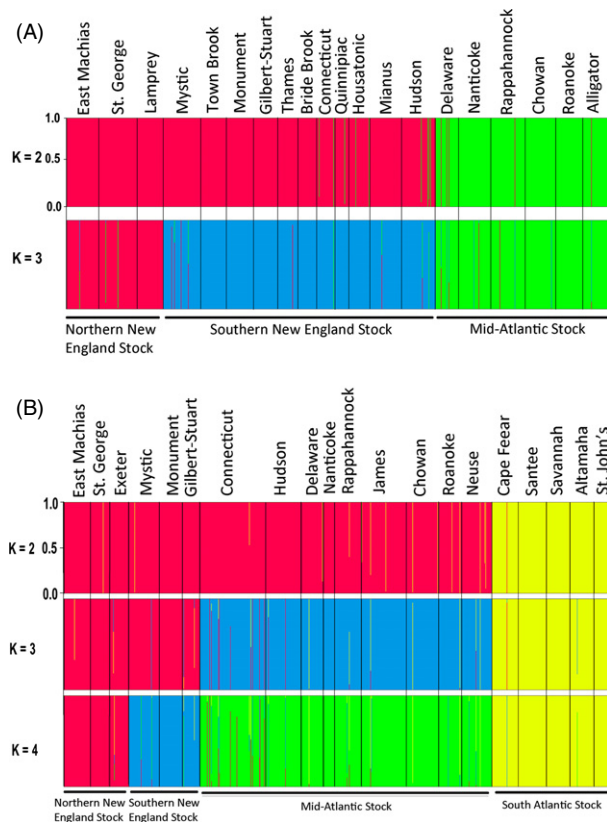 (A)
East Machias
St. George
Lamprey
Mystic
Town Brook
Monument
Gilbert-Stuart
Thames
Bride Brook
Connecticut
Quinnipiac
Housatonic
Mianus
Hudson
Delaware
Nanticoke
Rappahannock
Chowan
Roanoke
Alligator
1.0
K = 2
0.5
0.0
K = 3
Northern New
England Stock
Southern New England Stock
Mid-Atlantic Stock
(B)
East Machias
St. George
Exeter
Mystic
Monument
Gilbert-Stuart
Connecticut
Hudson
Delaware
Nanticoke
Rappahannock
James
Chowan
Roanoke
Neuse
Cape Feear
Santee
Savannah
Altamaha
St. John's
1.0
K = 2
0.5
0.0
K = 3
K = 4
Northern New
England Stock
Southern New
England Stock
Mid-Atlantic Stock
South Atlantic Stock